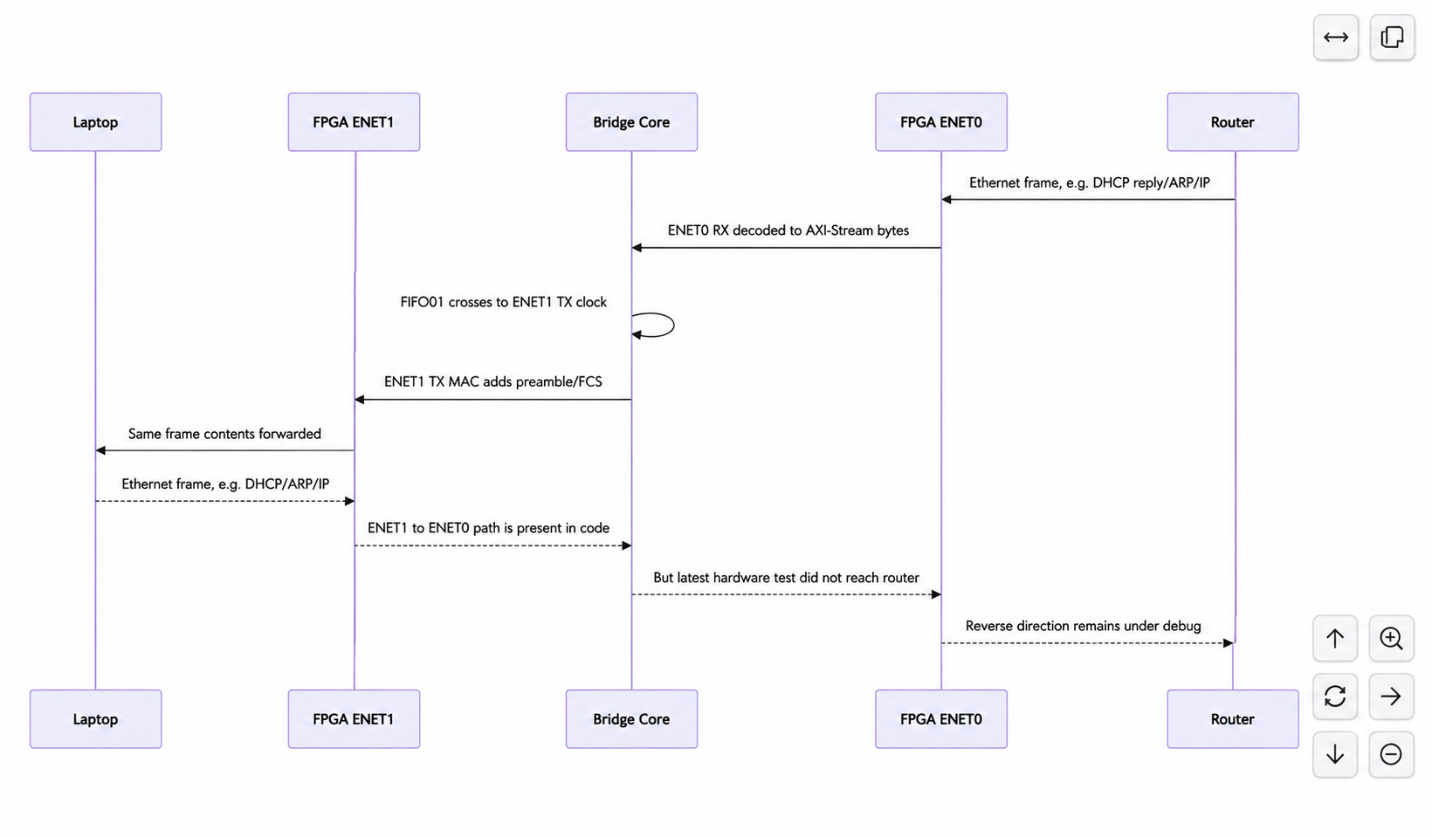 Laptop
FPGA ENET1
Bridge Core
FPGA ENET0
Router
Ethernet frame, e.g. DHCP reply/ARP/IP
ENET0 RX decoded to AXI-Stream bytes
FIFO01 crosses to ENET1 TX clock
ENET1 TX MAC adds preamble/FCS
Same frame contents forwarded
Ethernet frame, e.g. DHCP/ARP/IP
ENET1 to ENET0 path is present in code
But latest hardware test did not reach router
Reverse direction remains under debug
Laptop
FPGA ENET1
Bridge Core
FPGA ENET0
Router